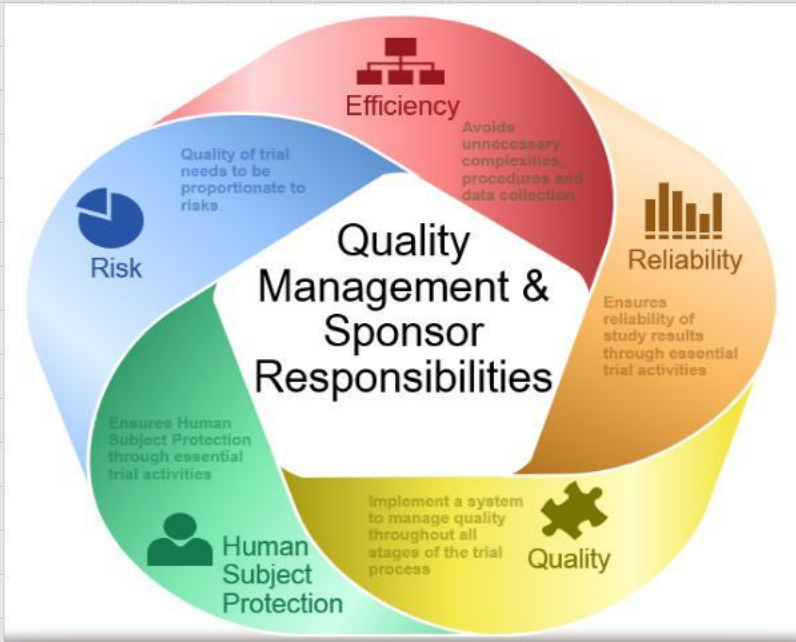 Quality
Management &
Sponsor
Responsibilities
Efficiency
Avoids
unnecessary
complexities,
procedures and
data collection
Reliability
Ensures
reliability of
study results
through essential
trial activities
Quality
Implement a system
to manage quality
throughout all
stages of the trial
process
Human
Subject
Protection
Ensures Human
Subject Protection
through essential
trial activities
Risk
Quality of trial
needs to be
proportionate to
risks.